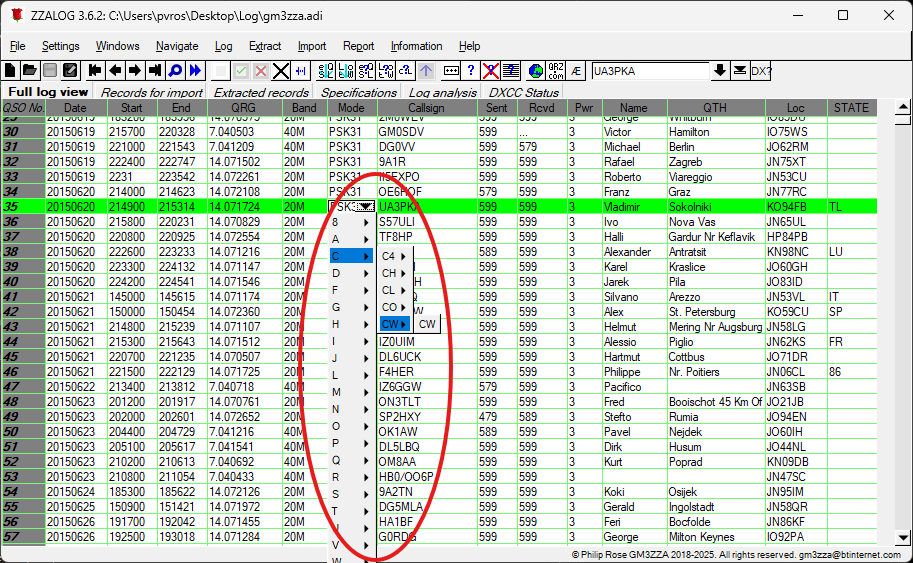 ZZALOG 3.6.2: C:\Users\pvros\Desktop\Log\gm3zza.adi
File Settings Windows Navigate Log Extract Import Report Information Help
UA3PKA DX?
Full log view Records for import Extracted records Specifications Log analysis DXCC Status
QSO No. Date Start End QRG Band Mode Callsign Sent Rcvd Pwr Name QTH Loc STATE
30 20150619 215700 220328 7.040503 40M PSK31 GM0SDV 599 ... 3 Victor Hamilton IO75WS
31 20150619 221000 221543 7.041209 40M PSK31 DG0VV 599 579 3 Michael Berlin JO62RM
32 20150619 222400 222747 14.071502 20M PSK31 9A1R 599 599 3 Rafael Zagreb JN75XT
33 20150619 2231 223542 14.072261 20M PSK31 II5EXPO 599 599 3 Roberto Viareggio JN53CU
34 20150620 214000 214623 14.072108 20M PSK31 OE6HOF 579 579 3 Franz Graz JN77RC
35 20150620 214900 215314 14.071724 20M PSK3 UA3PKA 599 599 3 Vladimir Sokolniki KO94FB TL
36 20150620 215800 220231 14.070829 20M 8 S57ULI 599 599 3 Ivo Nova Vas JN65UL
37 20150620 220800 220925 14.072554 20M A TF8HP 599 599 3 Halli Gardur Nr Keflavik HP84PB
38 20150620 222600 223233 14.071216 20M C C4 589 599 3 Alexander Antratsit KN98NC LU
39 20150620 223300 224132 14.071147 20M D CH 599 599 3 Karel Kraslice JO60GH
40 20150620 224200 224541 14.071546 20M F CL H 599 599 3 Jarek Pila JO83ID
41 20150621 145000 145615 14.071174 20M G CO 599 599 3 Silvano Arezzo JN53VL IT
42 20150621 150000 150454 14.072360 20M H CW CW W 599 599 3 Alex St. Petersburg KO59CU SP
43 20150621 214800 215239 14.071107 20M 599 599 3 Helmut Mering Nr Augsburg JN58LG
44 20150621 215300 215643 14.071512 20M I IZ0UIM 599 599 3 Alessio Piglio JN62KS FR
45 20150621 220700 221235 14.070507 20M J DL6UCK 599 599 3 Hartmut Cottbus JO71DR
46 20150621 221500 222129 14.071725 20M L F4HER 599 599 3 Philippe Nr. Poitiers JN06CL 86
47 20150622 213400 213812 7.040718 40M M IZ6GGW 579 599 3 Pacifico JN63SB
48 20150623 201200 201917 14.070761 20M N ON3TLT 599 599 3 Fred Booischot 45 Km Of JO21JB
49 20150623 202000 202601 14.072652 20M O SP2HXY 479 589 3 Stefto Rumia JO94EN
50 20150623 204400 204729 7.041216 40M P OK1AW 589 599 3 Pavel Nejdek JO60IH
51 20150623 205100 205617 7.041541 40M Q DL5LBQ 599 599 3 Dirk Husum JO44NL
52 20150623 210200 210613 7.040692 40M R OM8AA 599 599 3 Kurt Poprad KN09DB
53 20150623 210800 211054 7.040433 40M S HB0/OO6P 599 599 3 JN47SC
54 20150624 185300 185622 14.072126 20M T 9A2TN 599 599 3 Koki Osijek JN95IM
55 20150626 150900 151421 14.071972 20M DG5MLA 599 599 3 Gerald Ingolstadt JN58QR
56 20150626 191700 192042 14.071455 20M V HA1BF 599 599 3 Feri Bocfolde JN86KF
57 20150626 192500 193018 14.071284 20M W G0RDG 599 599 3 George Milton Keynes IO92PA
© Philip Rose GM3ZZA 2018-2025. All rights reserved. gm3zza@btinternet.com